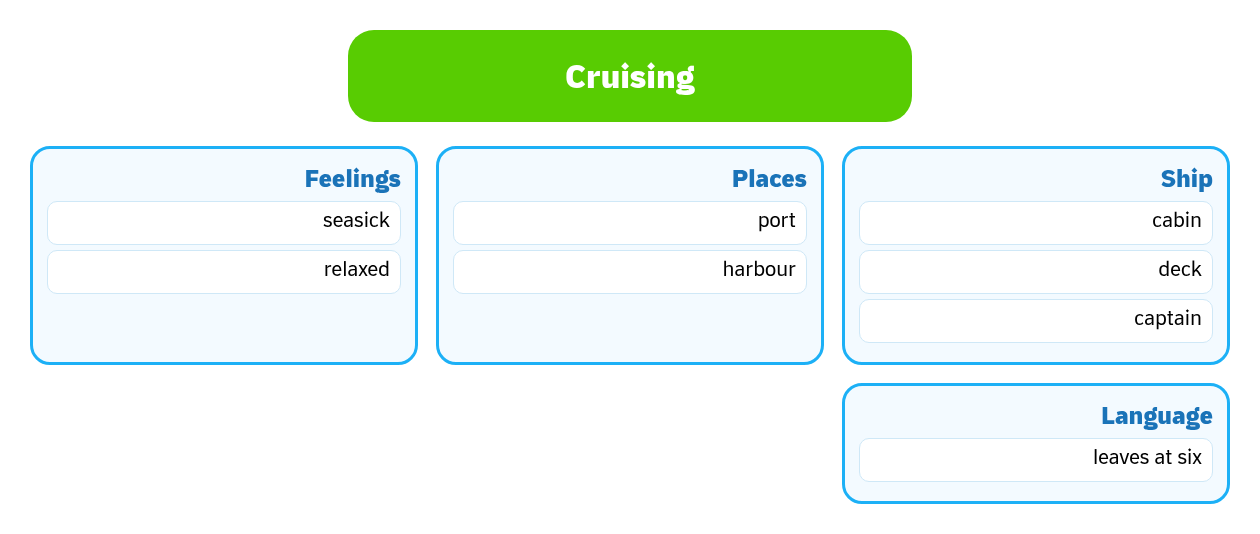 Cruising
Ship
cabin
deck
captain
Places
port
harbour
Feelings
seasick
relaxed
Language
leaves at six